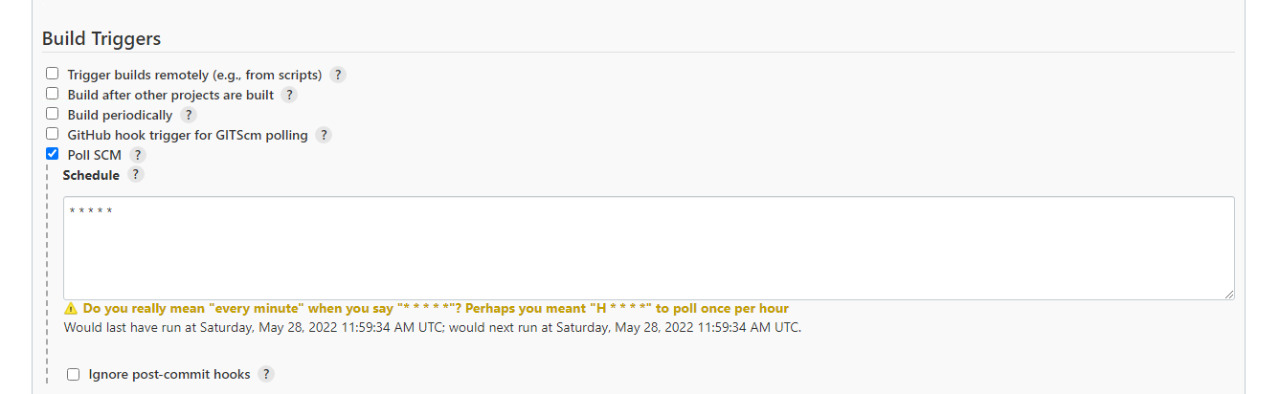 Build Triggers
Trigger builds remotely (e.g., from scripts) ?
Build after other projects are built ?
Build periodically ?
GitHub hook trigger for GITScm polling ?
Poll SCM ?
Schedule ?
* * * * *
Do you really mean "every minute" when you say "* * * * *"? Perhaps you meant "H * * * *" to poll once per hour
Would last have run at Saturday, May 28, 2022 11:59:34 AM UTC; would next run at Saturday, May 28, 2022 11:59:34 AM UTC.
Ignore post-commit hooks ?